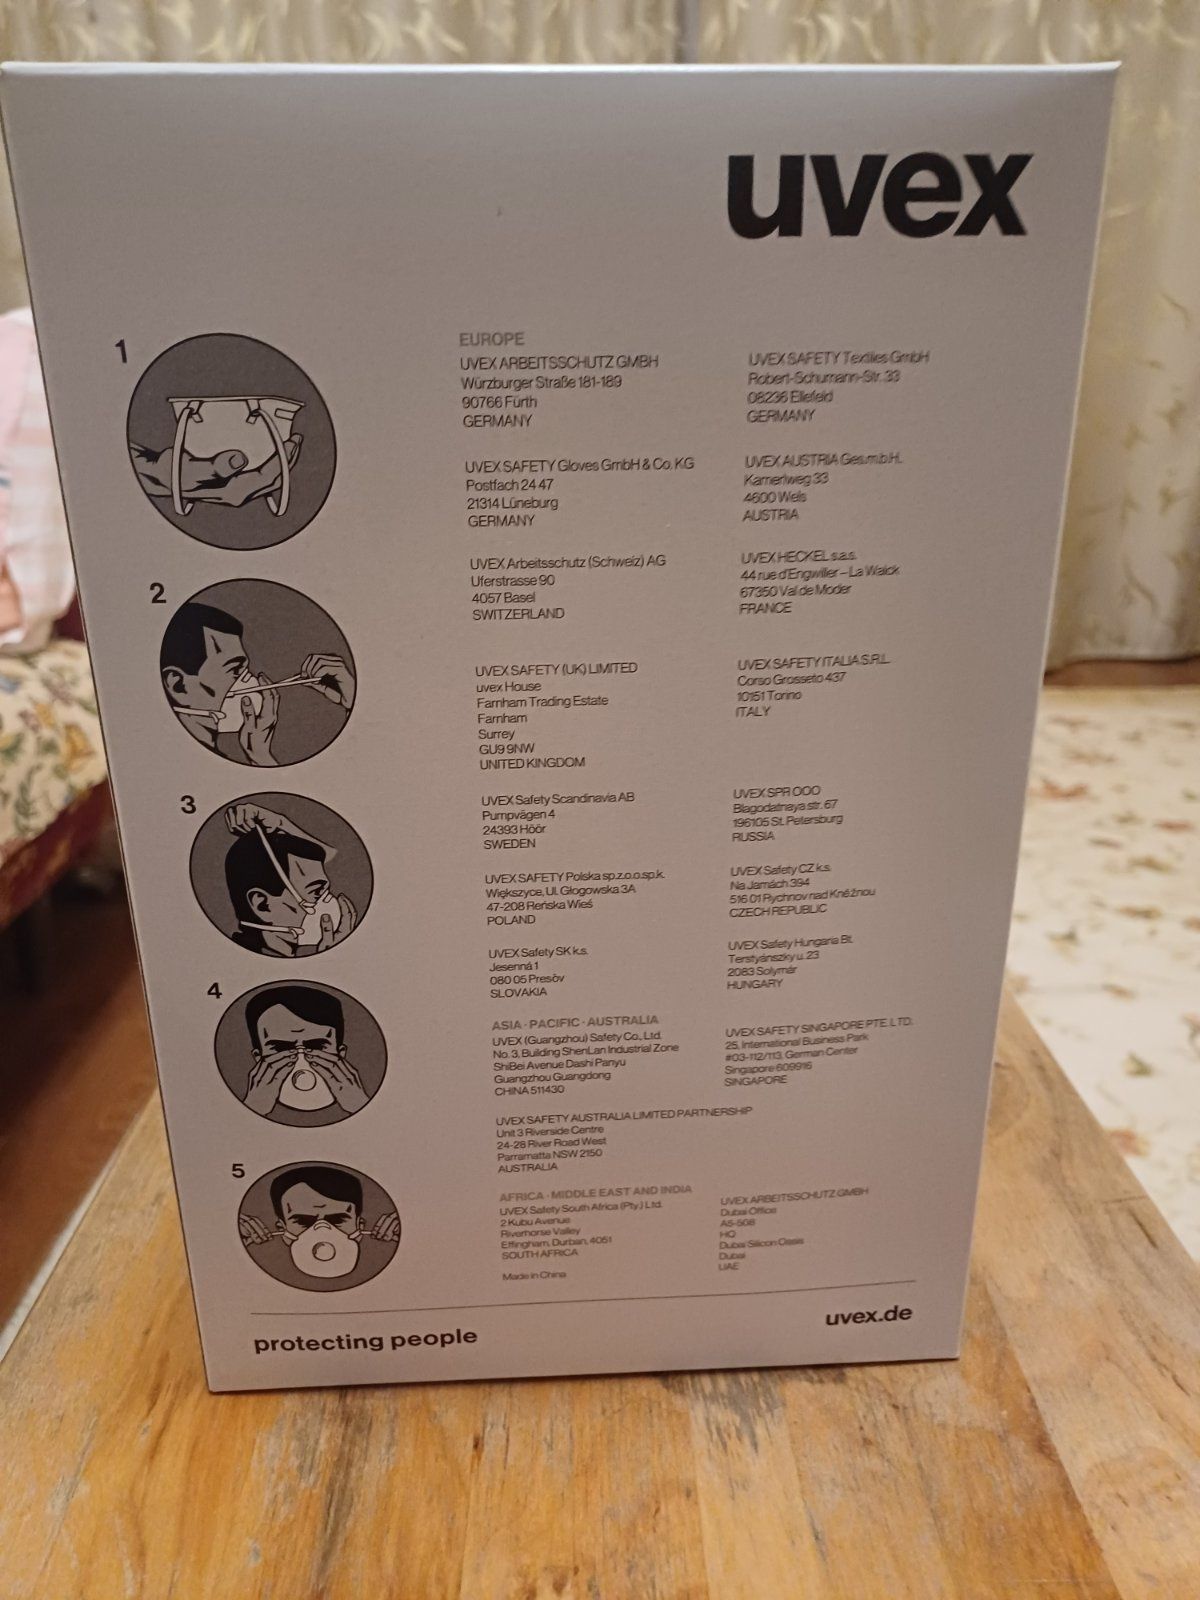 uvex
1
2
3
4
5
EUROPE
UVEX ARBEITSSCHUTZ GMBH
Würzburger Straße 181-189
90766 Fürth
GERMANY
UVEX SAFETY Textiles GmbH
Robert-Schumann-Str. 33
08236 Ellefeld
GERMANY
UVEX SAFETY Gloves GmbH & Co. KG
Postfach 24 47
21314 Lüneburg
GERMANY
UVEX AUSTRIA Ges.m.b.H.
Kamerlweg 33
4600 Wels
AUSTRIA
UVEX Arbeitsschutz (Schweiz) AG
Uferstrasse 90
4057 Basel
SWITZERLAND
UVEX HECKEL s.a.s.
44 rue d'Engwiller – La Walck
67350 Val de Moder
FRANCE
UVEX SAFETY (UK) LIMITED
uvex House
Farnham Trading Estate
Farnham
Surrey
GU9 9NW
UNITED KINGDOM
UVEX SAFETY ITALIA S.R.L.
Corso Grosseto 437
10151 Torino
ITALY
UVEX Safety Scandinavia AB
Pumpvägen 4
24393 Höör
SWEDEN
UVEX SPR OOO
Blagodatnaya str. 67
196105 St. Petersburg
RUSSIA
UVEX SAFETY Polska sp.z.o.o.sp.k.
Większyce, Ul. Głogowska 3A
47-208 Reńska Wieś
POLAND
UVEX Safety CZ k.s.
Na Jamách 394
516 01 Rychnov nad Kněžnou
CZECH REPUBLIC
UVEX Safety SK k.s.
Jesenná 1
080 05 Presòv
SLOVAKIA
UVEX Safety Hungaria Bt.
Terstyánszky u. 23
2083 Solymár
HUNGARY
ASIA · PACIFIC · AUSTRALIA
UVEX (Guangzhou) Safety Co., Ltd.
No. 3, Building ShenLan Industrial Zone
ShiBei Avenue Dashi Panyu
Guangzhou Guangdong
CHINA 511430
UVEX SAFETY SINGAPORE PTE. LTD.
25, International Business Park
#03-112/113, German Center
Singapore 609916
SINGAPORE
UVEX SAFETY AUSTRALIA LIMITED PARTNERSHIP
Unit 3 Riverside Centre
24-28 River Road West
Parramatta NSW 2150
AUSTRALIA
AFRICA · MIDDLE EAST AND INDIA
UVEX Safety South Africa (Pty.) Ltd.
2 Kubu Avenue
Riverhorse Valley
Effingham, Durban, 4051
SOUTH AFRICA
UVEX ARBEITSSCHUTZ GMBH
Dubai Office
A5-508
HQ
Dubai Silicon Oasis
Dubai
UAE
Made in China
protecting people
uvex.de